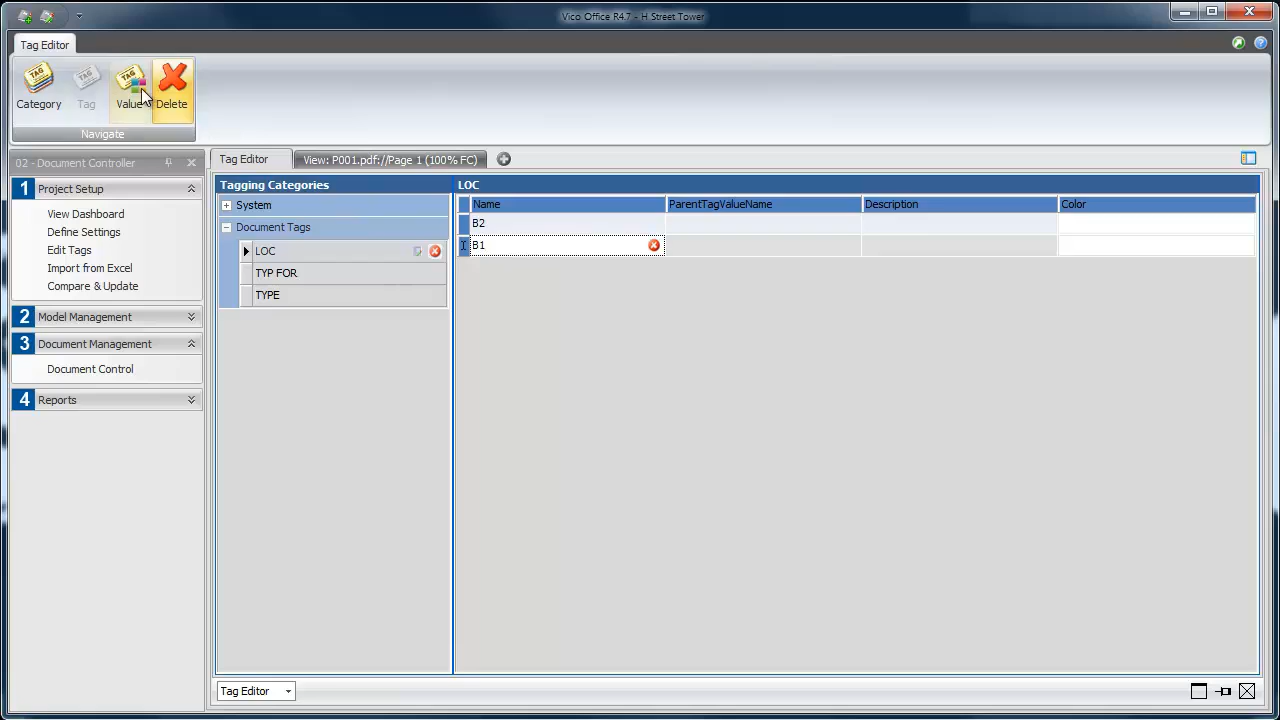 Vico Office R4.7 - H Street Tower
Tag Editor
TAG TAG TAG
Category Tag Value Delete
Navigate
02 - Document Controller
1 Project Setup
View Dashboard
Define Settings
Edit Tags
Import from Excel
Compare & Update
2 Model Management
3 Document Management
Document Control
4 Reports
Tag Editor View: P001.pdf://Page 1 (100% FC)
Tagging Categories
System
Document Tags
LOC
TYP FOR
TYPE
LOC
Name ParentTagValueName Description Color
B2
B1
Tag Editor